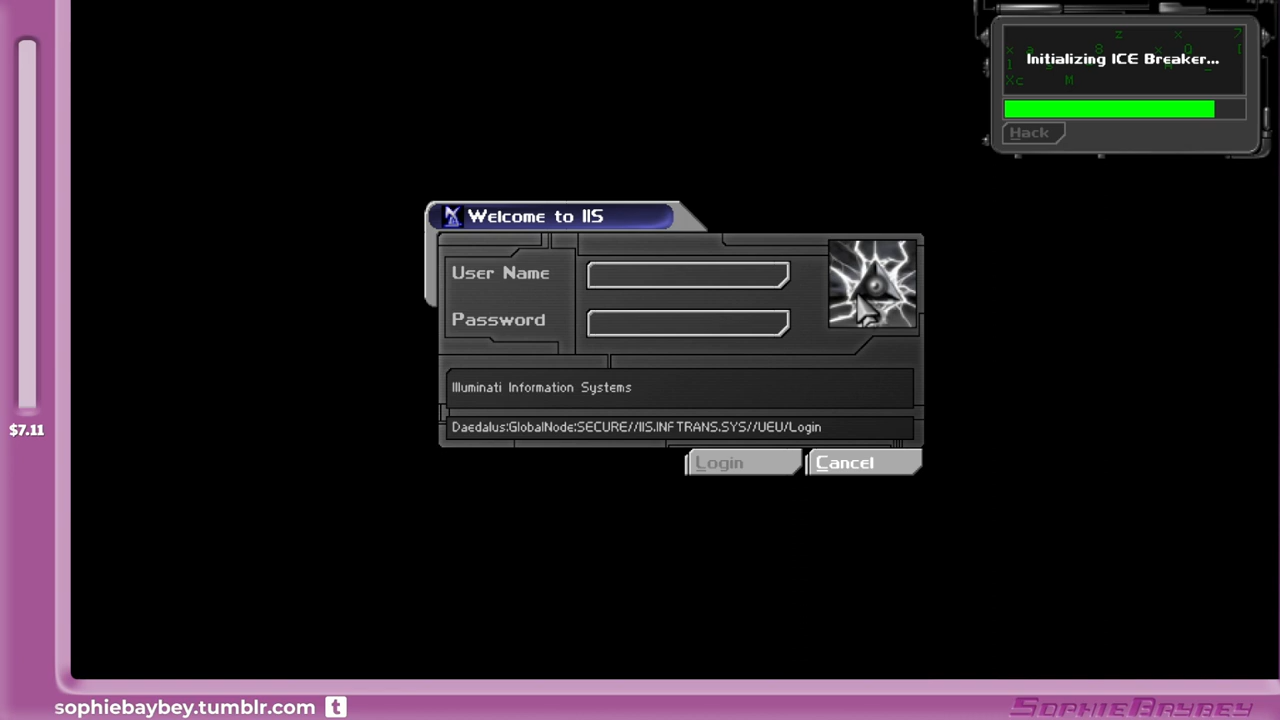 Initializing ICE Breaker...
Hack
Welcome to IIS
User Name
Password
Illuminati Information Systems
Daedalus:GlobalNode:SECURE//IIS.INFTRANS.SYS//UEU/Login
Login
Cancel
$7.11
sophiebaybey.tumblr.com t
SophieBaybey